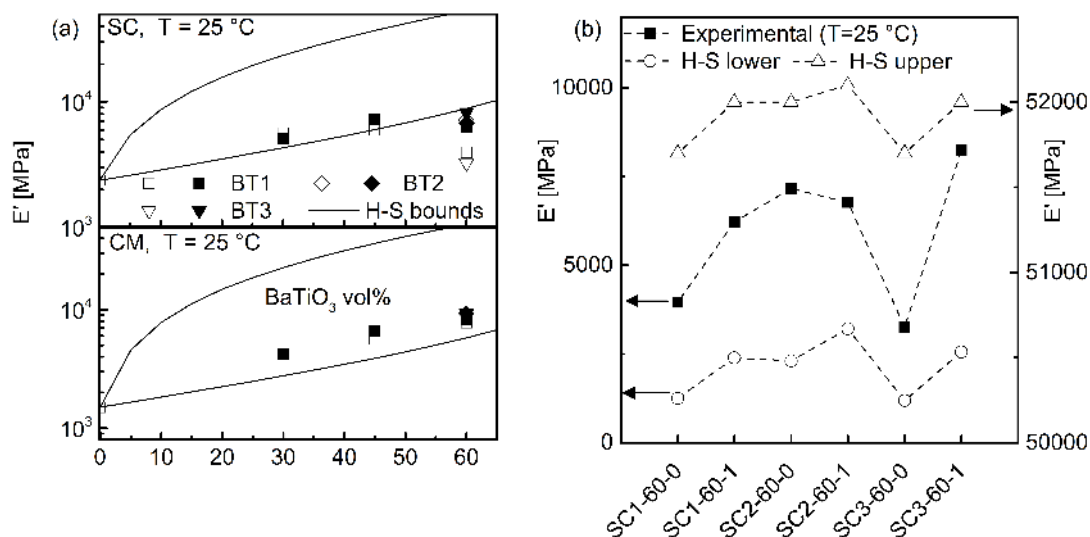 (a)
SC, T = 25 °C
E' [MPa]
10⁴
10³
BT1
BT2
BT3
H-S bounds
10³
CM, T = 25 °C
BaTiO₃ vol%
E' [MPa]
10⁴
10³
0 10 20 30 40 50 60
(b)
Experimental (T=25 °C)
H-S lower
H-S upper
E' [MPa]
10000
5000
0
E' [MPa]
52000
51000
50000
SC1-60-0
SC1-60-1
SC2-60-0
SC2-60-1
SC3-60-0
SC3-60-1